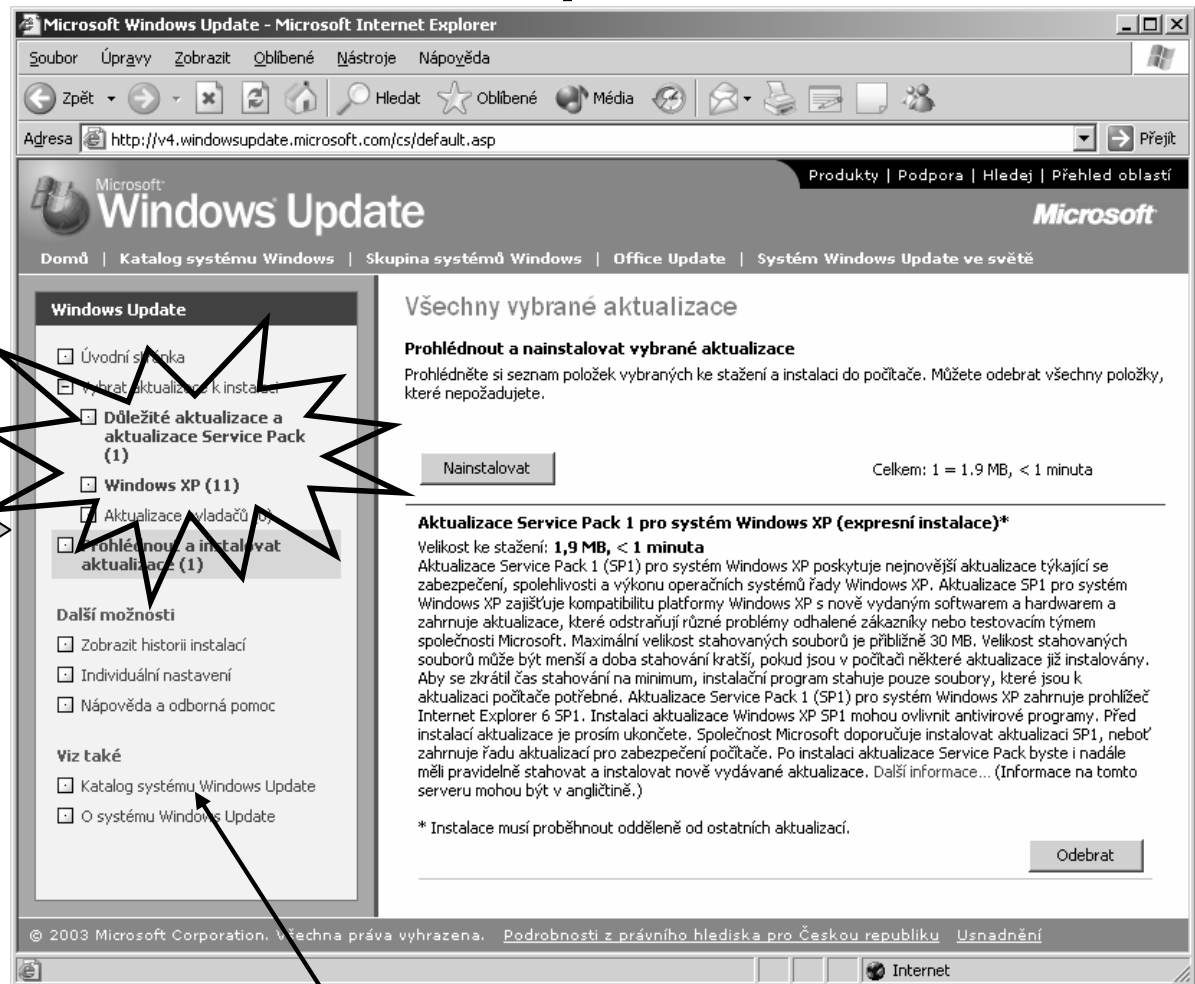 Microsoft Windows Update - Microsoft Internet Explorer
Soubor Úpravy Zobrazit Oblíbené Nástroje Nápověda
Zpět Hledat Oblíbené Média
Adresa http://v4.windowsupdate.microsoft.com/cs/default.asp Přejít
Produkty | Podpora | Hledej | Přehled oblastí
Microsoft
Windows Update
Microsoft
Domů | Katalog systému Windows | Skupina systémů Windows | Office Update | Systém Windows Update ve světě
Windows Update
Úvodní stránka
Vybrat aktualizace k instalaci
Důležité aktualizace a
aktualizace Service Pack
(1)
Windows XP (11)
Aktualizace ovladačů (0)
Prohlédnout a instalovat
aktualizace (1)
Další možnosti
Zobrazit historii instalací
Individuální nastavení
Nápověda a odborná pomoc
Viz také
Katalog systému Windows Update
O systému Windows Update
Všechny vybrané aktualizace
Prohlédnout a nainstalovat vybrané aktualizace
Prohlédněte si seznam položek vybraných ke stažení a instalaci do počítače. Můžete odebrat všechny položky,
které nepožadujete.
Nainstalovat Celkem: 1 = 1.9 MB, < 1 minuta
Aktualizace Service Pack 1 pro systém Windows XP (expresní instalace)*
Velikost ke stažení: 1,9 MB, < 1 minuta
Aktualizace Service Pack 1 (SP1) pro systém Windows XP poskytuje nejnovější aktualizace týkající se
zabezpečení, spolehlivosti a výkonu operačních systémů řady Windows XP. Aktualizace SP1 pro systém
Windows XP zajišťuje kompatibilitu platformy Windows XP s nově vydaným softwarem a hardwarem a
zahrnuje aktualizace, které odstraňují různé problémy odhalené zákazníky nebo testovacím týmem
společnosti Microsoft. Maximální velikost stahovaných souborů je přibližně 30 MB. Velikost stahovaných
souborů může být menší a doba stahování kratší, pokud jsou v počítači některé aktualizace již instalovány.
Aby se zkrátil čas stahování na minimum, instalační program stahuje pouze soubory, které jsou k
aktualizaci počítače potřebné. Aktualizace Service Pack 1 (SP1) pro systém Windows XP zahrnuje prohlížeč
Internet Explorer 6 SP1. Instalaci aktualizace Windows XP SP1 mohou ovlivnit antivirové programy. Před
instalací aktualizace je prosím ukončete. Společnost Microsoft doporučuje instalovat aktualizaci SP1, neboť
zahrnuje řadu aktualizací pro zabezpečení počítače. Po instalaci aktualizace Service Pack byste i nadále
měli pravidelně stahovat a instalovat nově vydávané aktualizace. Další informace... (Informace na tomto
serveru mohou být v angličtině.)
* Instalace musí proběhnout odděleně od ostatních aktualizací.
Odebrat
© 2003 Microsoft Corporation. Všechna práva vyhrazena. Podrobnosti z právního hlediska pro Českou republiku Usnadnění
Internet